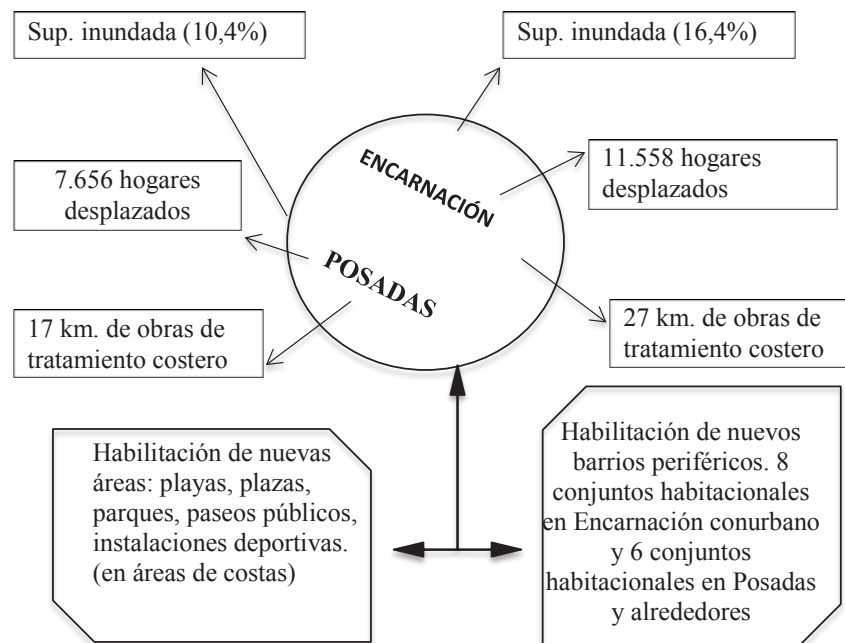 Sup. inundada (10,4%)
Sup. inundada (16,4%)
ENCARNACIÓN
11.558 hogares
desplazados
7.656 hogares
desplazados
POSADAS
17 km. de obras de
tratamiento costero
27 km. de obras de
tratamiento costero
Habilitación de nuevas
áreas: playas, plazas,
parques, paseos públicos,
instalaciones deportivas.
(en áreas de costas)
Habilitación de nuevos
barrios periféricos. 8
conjuntos habitacionales
en Encarnación conurbano
y 6 conjuntos
habitacionales en Posadas
y alrededores